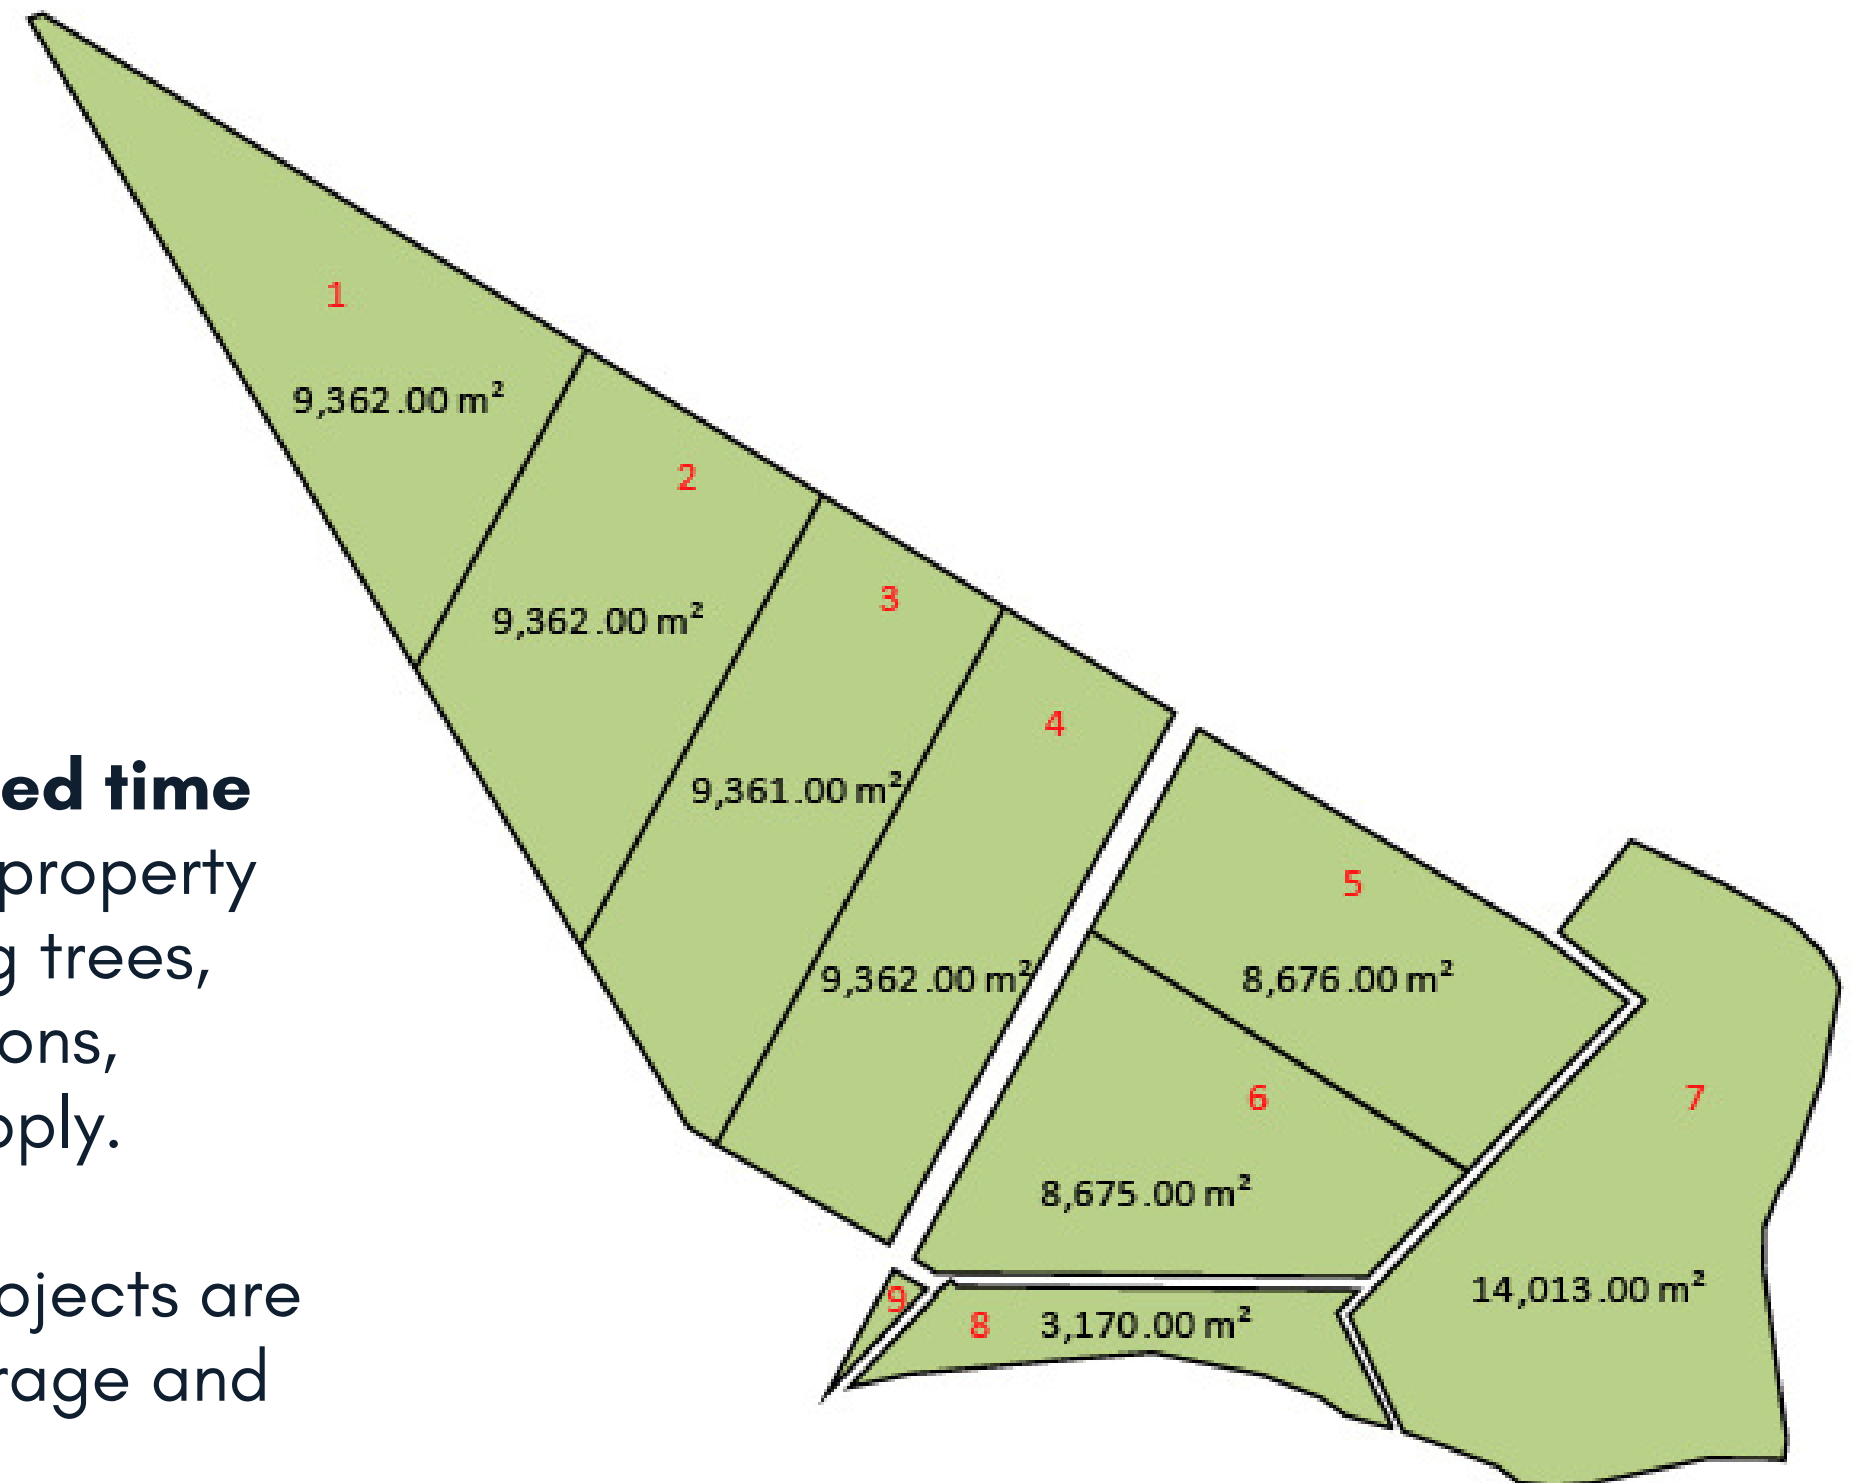 1
9,362.00 m²
2
9,362.00 m²
3
9,361.00 m²
4
9,362.00 m²
5
8,676.00 m²
6
8,675.00 m²
7
14,013.00 m²
8 3,170.00 m²
9
ed time
property
g trees,
ons,
pply.
ojects are
rage and